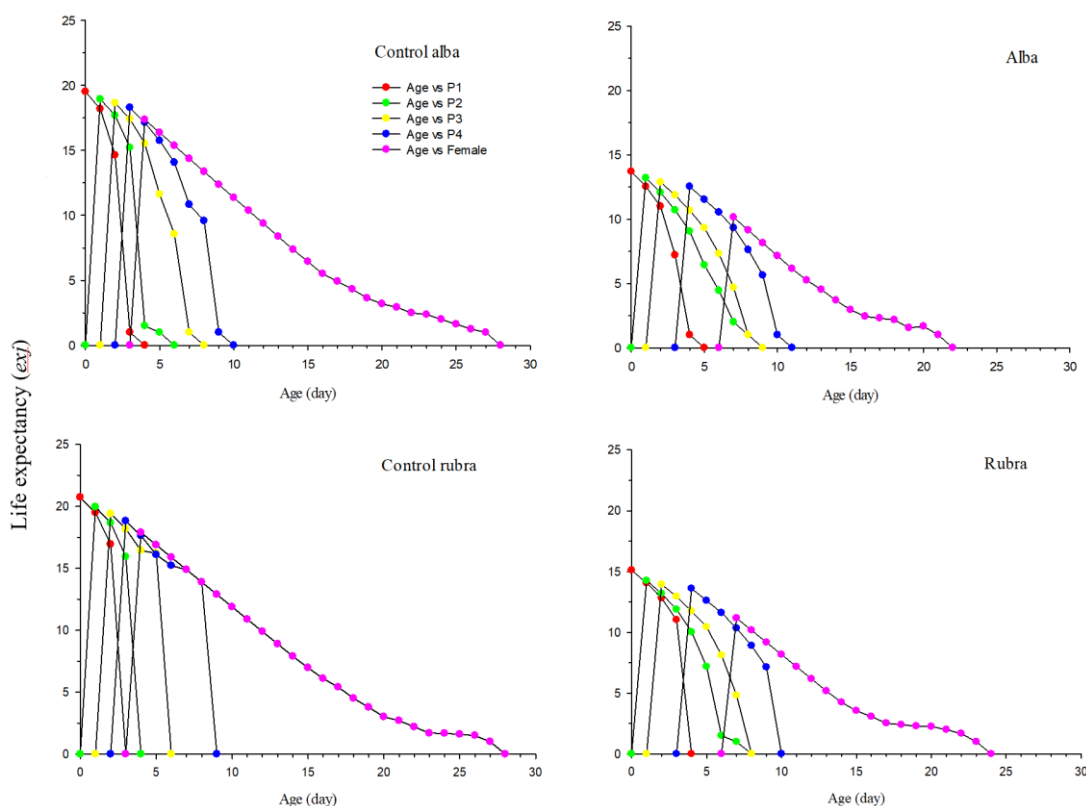 Control alba
Age vs P1
Age vs P2
Age vs P3
Age vs P4
Age vs Female
25
20
15
10
5
0
0 5 10 15 20 25 30
Age (day)
Alba
25
20
15
10
5
0
0 5 10 15 20 25 30
Age (day)
Life expectancy (exj)
Control rubra
25
20
15
10
5
0
0 5 10 15 20 25 30
Age (day)
Rubra
25
20
15
10
5
0
0 5 10 15 20 25 30
Age (day)